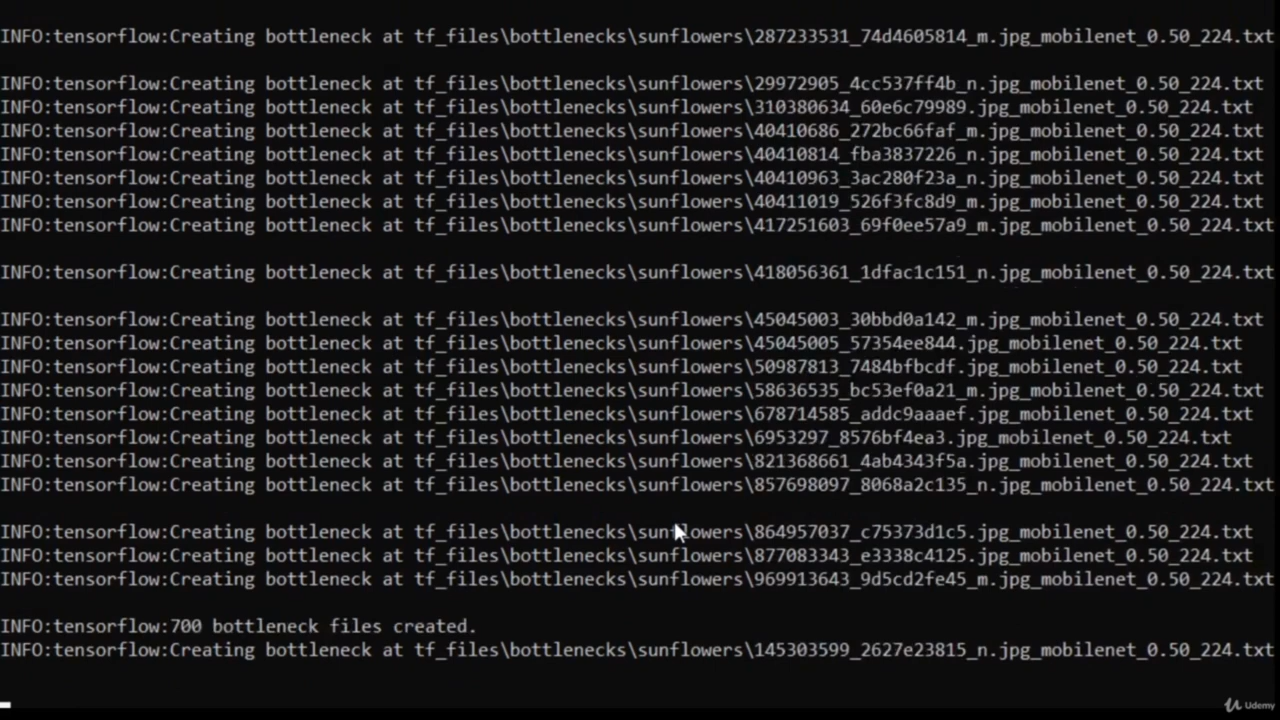 INFO:tensorflow:Creating bottleneck at tf_files\bottlenecks\sunflowers\287233531_74d4605814_m.jpg_mobilenet_0.50_224.txt
INFO:tensorflow:Creating bottleneck at tf_files\bottlenecks\sunflowers\29972905_4cc537ff4b_n.jpg_mobilenet_0.50_224.txt
INFO:tensorflow:Creating bottleneck at tf_files\bottlenecks\sunflowers\310380634_60e6c79989.jpg_mobilenet_0.50_224.txt
INFO:tensorflow:Creating bottleneck at tf_files\bottlenecks\sunflowers\40410686_272bc66faf_m.jpg_mobilenet_0.50_224.txt
INFO:tensorflow:Creating bottleneck at tf_files\bottlenecks\sunflowers\40410814_fba3837226_n.jpg_mobilenet_0.50_224.txt
INFO:tensorflow:Creating bottleneck at tf_files\bottlenecks\sunflowers\40410963_3ac280f23a_n.jpg_mobilenet_0.50_224.txt
INFO:tensorflow:Creating bottleneck at tf_files\bottlenecks\sunflowers\40411019_526f3fc8d9_m.jpg_mobilenet_0.50_224.txt
INFO:tensorflow:Creating bottleneck at tf_files\bottlenecks\sunflowers\417251603_69f0ee57a9_m.jpg_mobilenet_0.50_224.txt
INFO:tensorflow:Creating bottleneck at tf_files\bottlenecks\sunflowers\418056361_1dfac1c151_n.jpg_mobilenet_0.50_224.txt
INFO:tensorflow:Creating bottleneck at tf_files\bottlenecks\sunflowers\45045003_30bbd0a142_m.jpg_mobilenet_0.50_224.txt
INFO:tensorflow:Creating bottleneck at tf_files\bottlenecks\sunflowers\45045005_57354ee844.jpg_mobilenet_0.50_224.txt
INFO:tensorflow:Creating bottleneck at tf_files\bottlenecks\sunflowers\50987813_7484bfbcdf.jpg_mobilenet_0.50_224.txt
INFO:tensorflow:Creating bottleneck at tf_files\bottlenecks\sunflowers\58636535_bc53ef0a21_m.jpg_mobilenet_0.50_224.txt
INFO:tensorflow:Creating bottleneck at tf_files\bottlenecks\sunflowers\678714585_addc9aaaef.jpg_mobilenet_0.50_224.txt
INFO:tensorflow:Creating bottleneck at tf_files\bottlenecks\sunflowers\6953297_8576bf4ea3.jpg_mobilenet_0.50_224.txt
INFO:tensorflow:Creating bottleneck at tf_files\bottlenecks\sunflowers\821368661_4ab4343f5a.jpg_mobilenet_0.50_224.txt
INFO:tensorflow:Creating bottleneck at tf_files\bottlenecks\sunflowers\857698097_8068a2c135_n.jpg_mobilenet_0.50_224.txt
INFO:tensorflow:Creating bottleneck at tf_files\bottlenecks\sunflowers\864957037_c75373d1c5.jpg_mobilenet_0.50_224.txt
INFO:tensorflow:Creating bottleneck at tf_files\bottlenecks\sunflowers\877083343_e3338c4125.jpg_mobilenet_0.50_224.txt
INFO:tensorflow:Creating bottleneck at tf_files\bottlenecks\sunflowers\969913643_9d5cd2fe45_m.jpg_mobilenet_0.50_224.txt
INFO:tensorflow:700 bottleneck files created.
INFO:tensorflow:Creating bottleneck at tf_files\bottlenecks\sunflowers\145303599_2627e23815_n.jpg_mobilenet_0.50_224.txt
Udemy